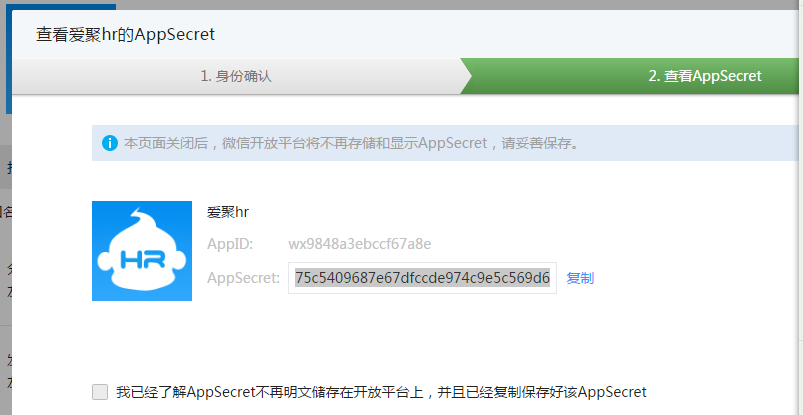 查看爱聚hr的AppSecret
1. 身份确认
2. 查看AppSecret
本页面关闭后，微信开放平台将不再存储和显示AppSecret，请妥善保存。
HR
爱聚hr
AppID: wx9848a3ebccf67a8e
AppSecret: 75c5409687e67dfccde974c9e5c569d6 复制
我已经了解AppSecret不再明文储存在开放平台上，并且已经复制保存好该AppSecret